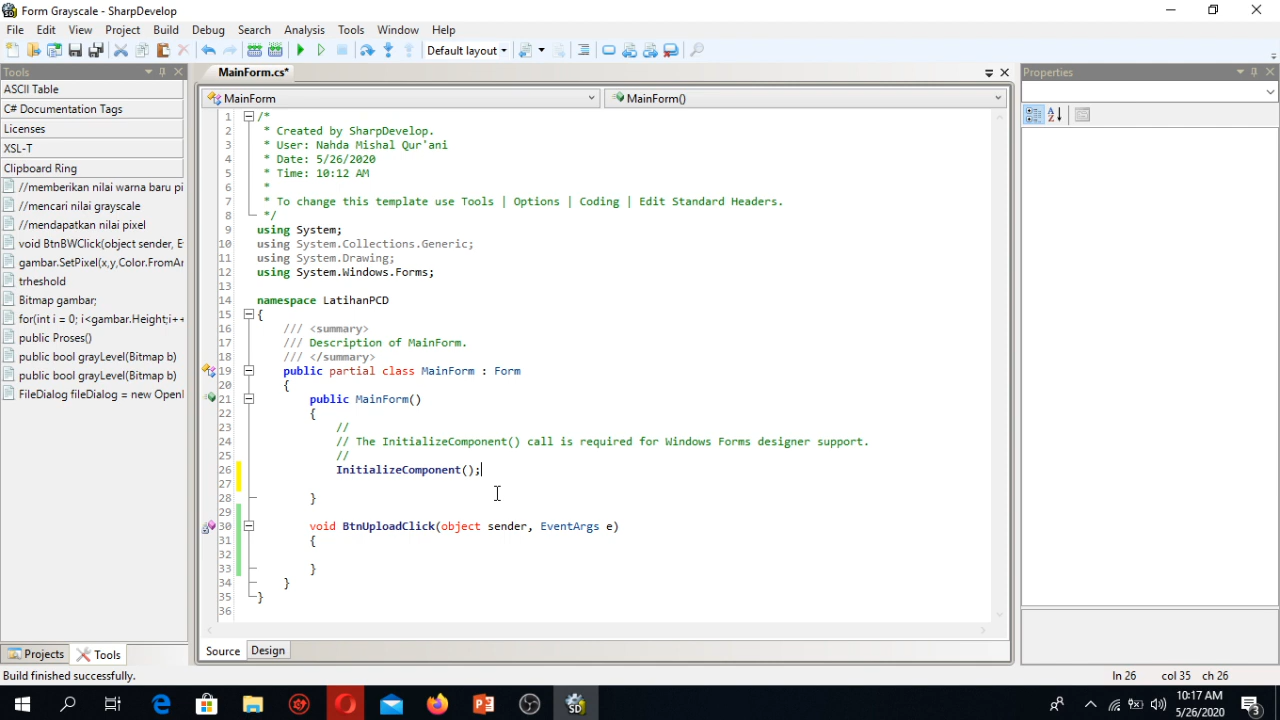 Form Grayscale - SharpDevelop
File Edit View Project Build Debug Search Analysis Tools Window Help
Default layout
Tools
ASCII Table
C# Documentation Tags
Licenses
XSL-T
Clipboard Ring
//memberikan nilai warna baru pi
//mencari nilai grayscale
//mendapatkan nilai pixel
void BtnBWClick(object sender, E
gambar.SetPixel(x,y,Color.FromAr
trheshold
Bitmap gambar;
for(int i = 0; i<gambar.Height;i++
public Proses()
public bool grayLevel(Bitmap b)
public bool grayLevel(Bitmap b)
FileDialog fileDialog = new OpenI
Projects Tools
MainForm.cs*
MainForm MainForm()
1 /*
2 * Created by SharpDevelop.
3 * User: Nahda Mishal Qur'ani
4 * Date: 5/26/2020
5 * Time: 10:12 AM
6 *
7 * To change this template use Tools | Options | Coding | Edit Standard Headers.
8 */
9 using System;
10 using System.Collections.Generic;
11 using System.Drawing;
12 using System.Windows.Forms;
13
14 namespace LatihanPCD
15 {
16 /// <summary>
17 /// Description of MainForm.
18 /// </summary>
19 public partial class MainForm : Form
20 {
21 public MainForm()
22 {
23 //
24 // The InitializeComponent() call is required for Windows Forms designer support.
25 //
26 InitializeComponent();
27
28 }
29
30 void BtnUploadClick(object sender, EventArgs e)
31 {
32
33 }
34 }
35 }
36
Source Design
Properties
Build finished successfully.
Ln 26 col 35 ch 26
10:17 AM
5/26/2020
3